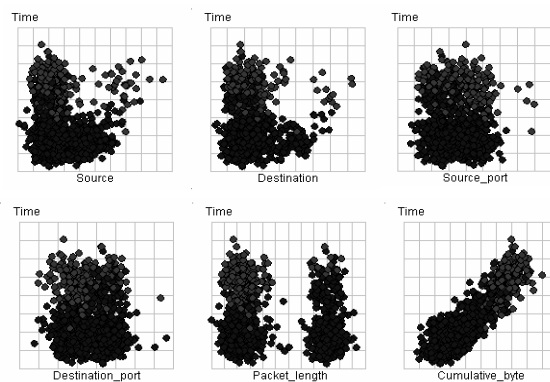 Time Time Time
Source Destination Source_port
Time Time Time
Destination_port Packet_length Cumulative_byte